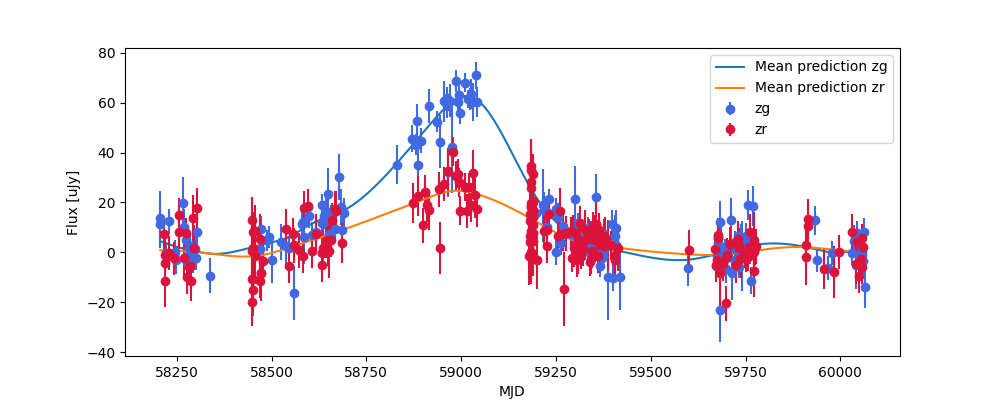 80
60
40
20
0
−20
−40
Flux [uJy]
58250
58500
58750
59000
59250
59500
59750
60000
MJD
Mean prediction zg
Mean prediction zr
zg
zr